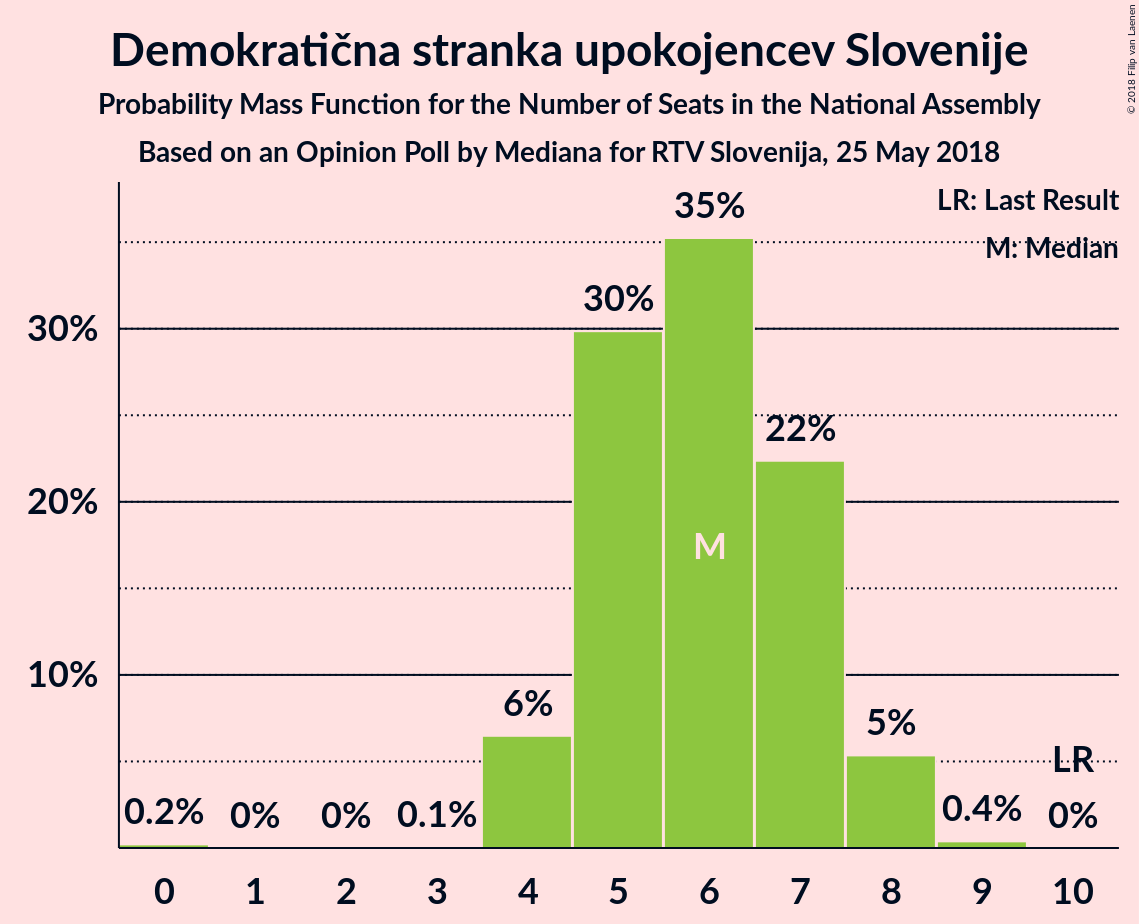 Demokratična stranka upokojencev Slovenije
Probability Mass Function for the Number of Seats in the National Assembly
Based on an Opinion Poll by Mediana for RTV Slovenija, 25 May 2018
© 2018 Filip van Laenen
LR: Last Result
M: Median
30%
20%
10%
0.2%
0%
0%
0.1%
6%
30%
35%
22%
5%
0.4%
0%
M
LR
0 1 2 3 4 5 6 7 8 9 10